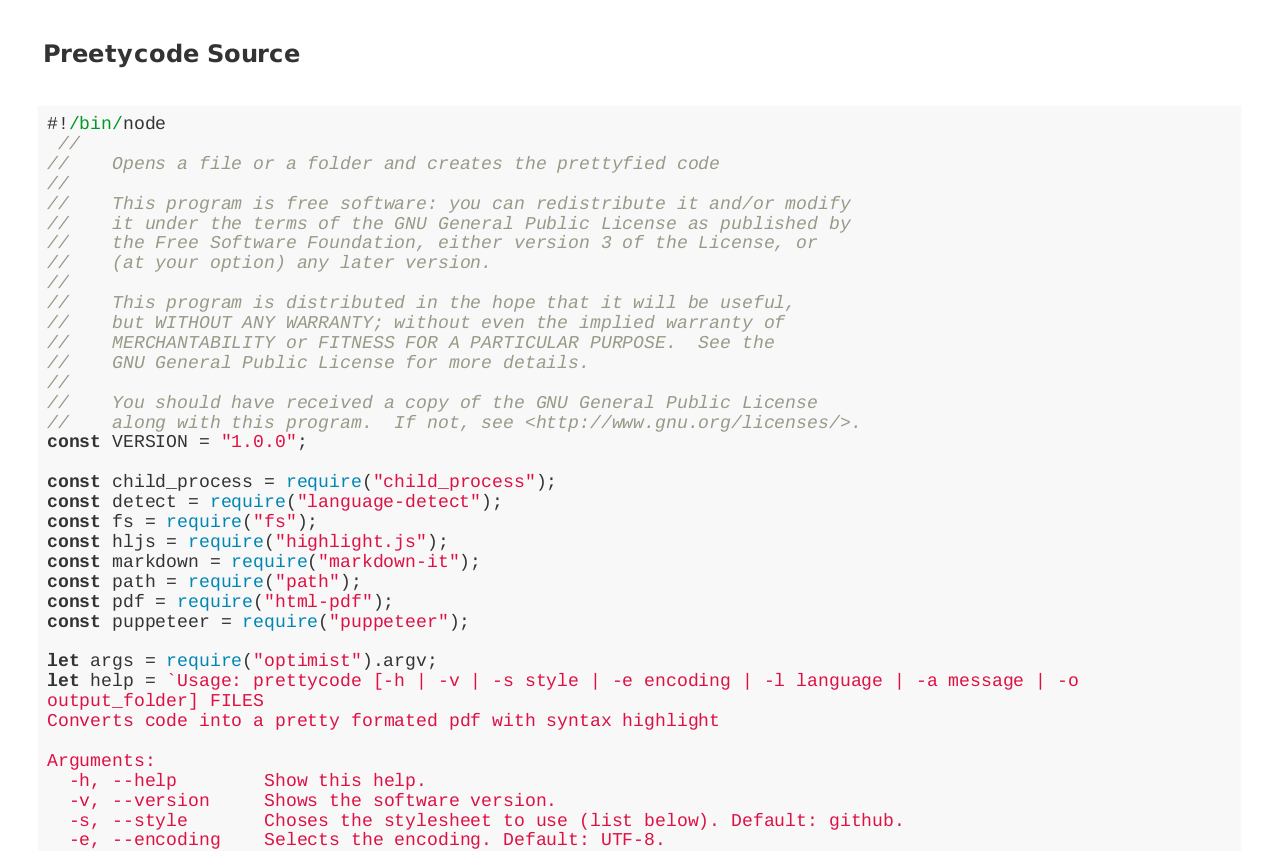 Preetycode Source
#!/bin/node
 //
//    Opens a file or a folder and creates the prettyfied code
//
//    This program is free software: you can redistribute it and/or modify
//    it under the terms of the GNU General Public License as published by
//    the Free Software Foundation, either version 3 of the License, or
//    (at your option) any later version.
//
//    This program is distributed in the hope that it will be useful,
//    but WITHOUT ANY WARRANTY; without even the implied warranty of
//    MERCHANTABILITY or FITNESS FOR A PARTICULAR PURPOSE.  See the
//    GNU General Public License for more details.
//
//    You should have received a copy of the GNU General Public License
//    along with this program.  If not, see <http://www.gnu.org/licenses/>.
const VERSION = "1.0.0";

const child_process = require("child_process");
const detect = require("language-detect");
const fs = require("fs");
const hljs = require("highlight.js");
const markdown = require("markdown-it");
const path = require("path");
const pdf = require("html-pdf");
const puppeteer = require("puppeteer");

let args = require("optimist").argv;
let help = `Usage: prettycode [-h | -v | -s style | -e encoding | -l language | -a message | -o
output_folder] FILES
Converts code into a pretty formated pdf with syntax highlight

Arguments:
  -h, --help        Show this help.
  -v, --version     Shows the software version.
  -s, --style       Choses the stylesheet to use (list below). Default: github.
  -e, --encoding    Selects the encoding. Default: UTF-8.